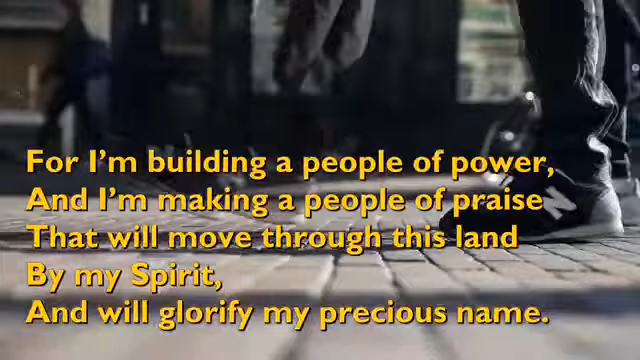 For I’m building a people of power,
And I’m making a people of praise
That will move through this land
By my Spirit,
And will glorify my precious name.
N